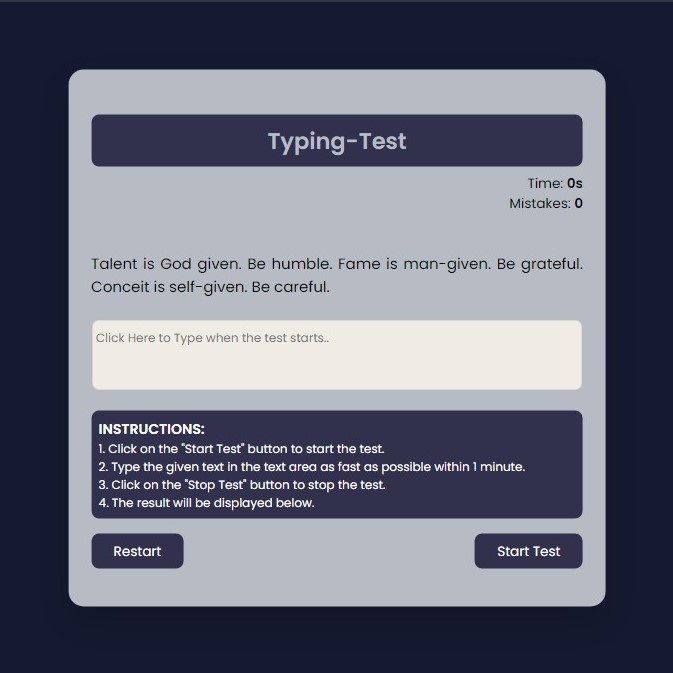 Typing-Test
Time: 0s
Mistakes: 0
Talent is God given. Be humble. Fame is man-given. Be grateful.
Conceit is self-given. Be careful.
Click Here to Type when the test starts..
INSTRUCTIONS:
1. Click on the "Start Test" button to start the test.
2. Type the given text in the text area as fast as possible within 1 minute.
3. Click on the "Stop Test" button to stop the test.
4. The result will be displayed below.
Restart
Start Test